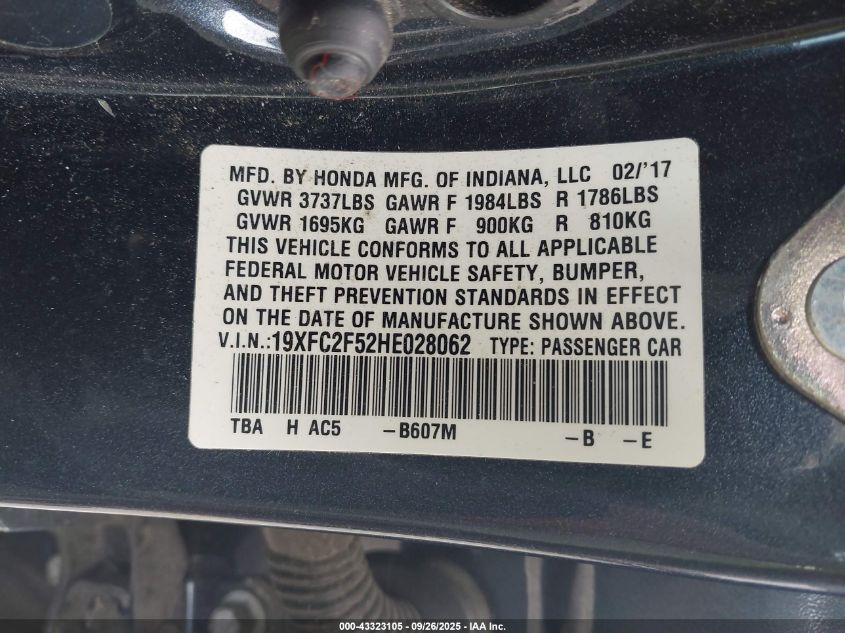 MFD. BY HONDA MFG. OF INDIANA, LLC 02/'17
GVWR 3737LBS GAWR F 1984LBS R 1786LBS
GVWR 1695KG GAWR F 900KG R 810KG
THIS VEHICLE CONFORMS TO ALL APPLICABLE
FEDERAL MOTOR VEHICLE SAFETY, BUMPER,
AND THEFT PREVENTION STANDARDS IN EFFECT
ON THE DATE OF MANUFACTURE SHOWN ABOVE.
V.I.N.:19XFC2F52HE028062 TYPE: PASSENGER CAR
TBA H AC5 -B607M -B -E
000-43323105 - 09/26/2025 - IAA Inc.